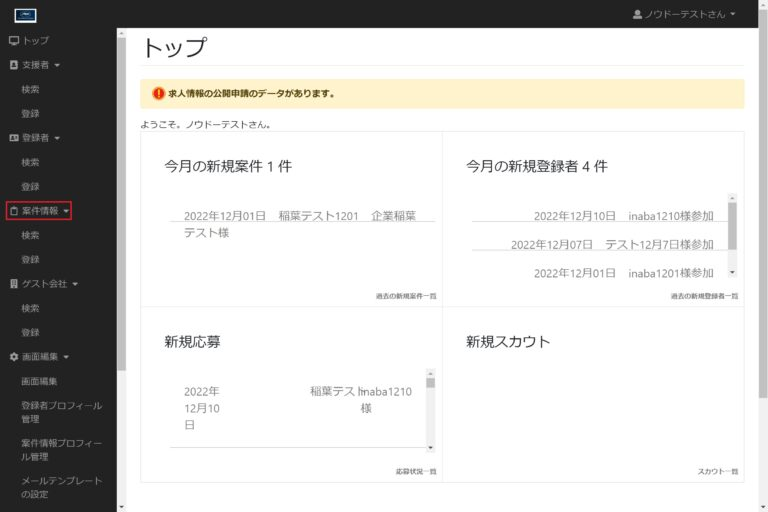 ノウドーテストさん
トップ
支援者
検索
登録
登録者
検索
登録
案件情報
検索
登録
ゲスト会社
検索
登録
画面編集
画面編集
登録者プロフィール
管理
案件情報プロフィー
ル管理
メールテンプレート
の設定
トップ
求人情報の公開申請のデータがあります。
ようこそ。ノウドーテストさん。
今月の新規案件 1 件
2022年12月01日 稲葉テスト1201 企業稲葉
テスト様
過去の新規案件一覧
今月の新規登録者 4 件
2022年12月10日 inaba1210様参加
2022年12月07日 テスト12月7日様参加
2022年12月01日 inaba1201様参加
過去の新規登録者一覧
新規応募
2022年
12月10
日
稲葉テスト
inaba1210
様
応募状況一覧
新規スカウト
スカウト一覧